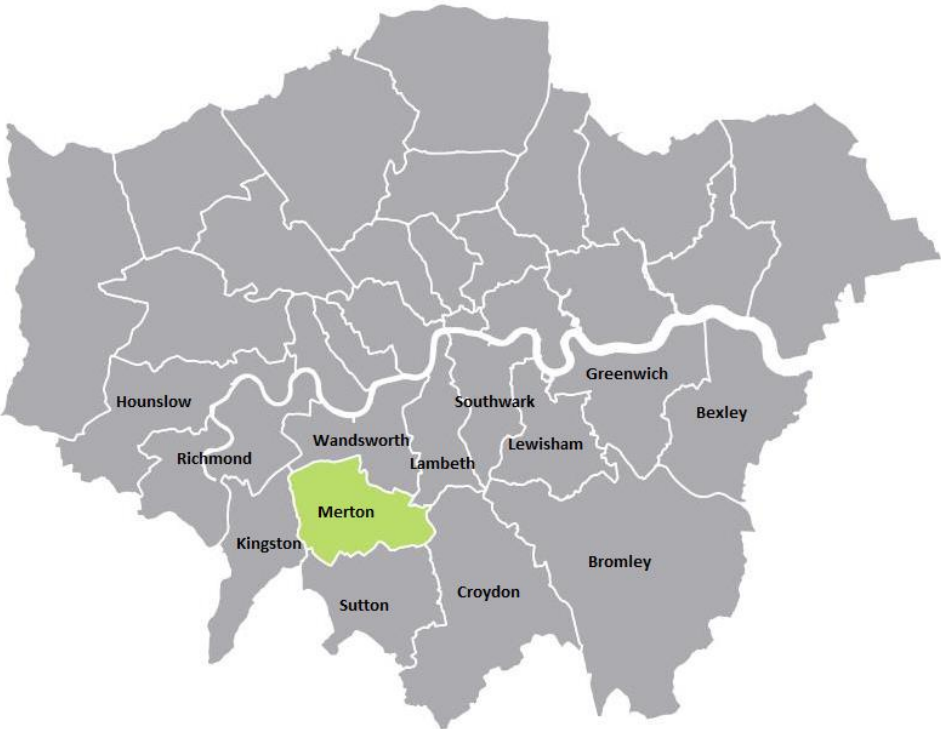 Greenwich
Hounslow
Southwark
Bexley
Wandsworth
Lewisham
Richmond
Lambeth
Merton
Kingston
Bromley
Croydon
Sutton